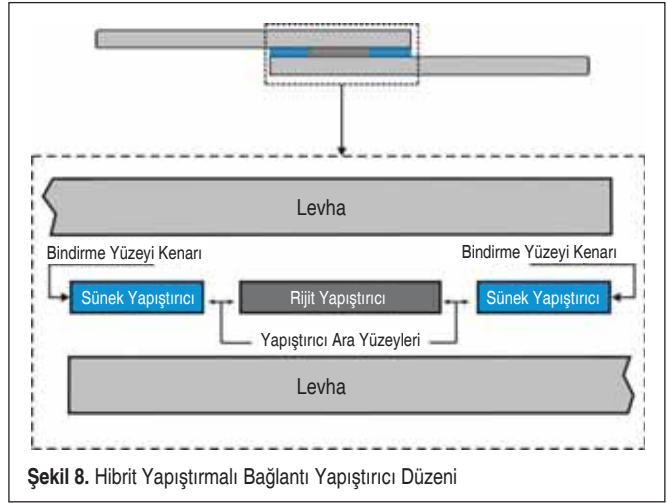 Levha
Bindirme Yüzeyi Kenarı
Bindirme Yüzeyi Kenarı
Sünek Yapıştırıcı
Rijit Yapıştırıcı
Sünek Yapıştırıcı
Yapıştırıcı Ara Yüzeyleri
Levha
Şekil 8. Hibrit Yapıştırmalı Bağlantı Yapıştırıcı Düzeni